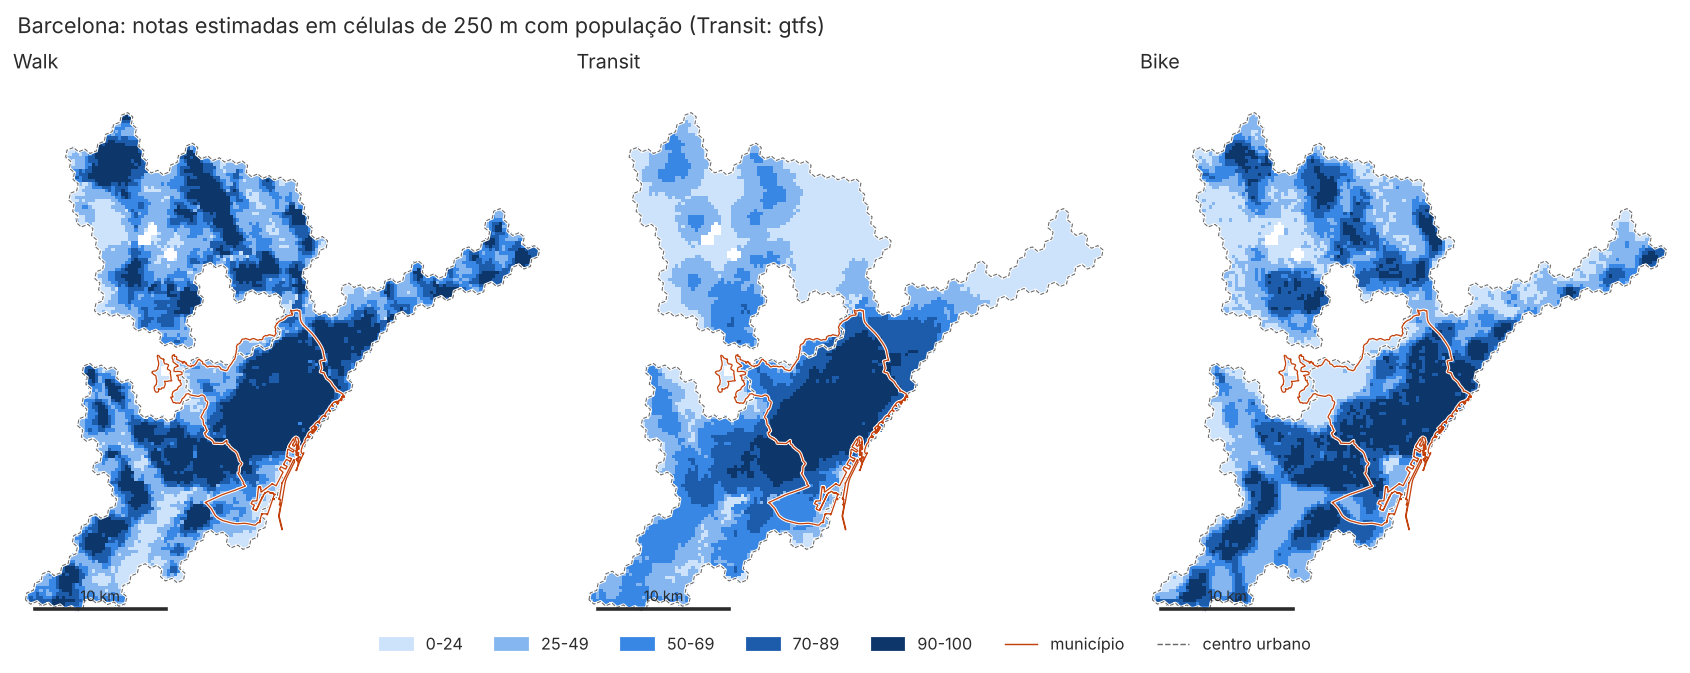 Barcelona: notas estimadas em células de 250 m com população (Transit: gtfs)
Walk
Transit
Bike
10 km
10 km
10 km
0-24
25-49
50-69
70-89
90-100
município
centro urbano